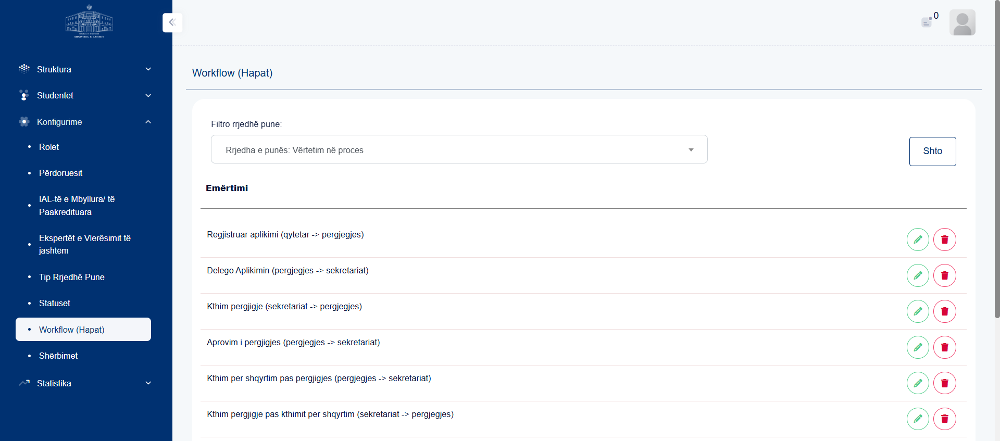 MINISTRIA E ARSIMIT
0
Struktura
Studentët
Konfigurime
Rolet
Përdoruesit
IAL-të e Mbyllura/ të
Paakredituara
Ekspertët e Vlerësimit të
jashtëm
Tip Rrjedhë Pune
Statuset
Workflow (Hapat)
Shërbimet
Statistika
Workflow (Hapat)
Filtro rrjedhë pune:
Rrjedha e punës: Vërtetim në proces
Shto
Emërtimi
Regjistruar aplikimi (qytetar -> pergjegjes)
Delego Aplikimin (pergjegjes -> sekretariat)
Kthim pergjigje (sekretariat -> pergjegjes)
Aprovim i pergjigjes (pergjegjes -> sekretariat)
Kthim per shqyrtim pas pergjigjes (pergjegjes -> sekretariat)
Kthim pergjigje pas kthimit per shqyrtim (sekretariat -> pergjegjes)